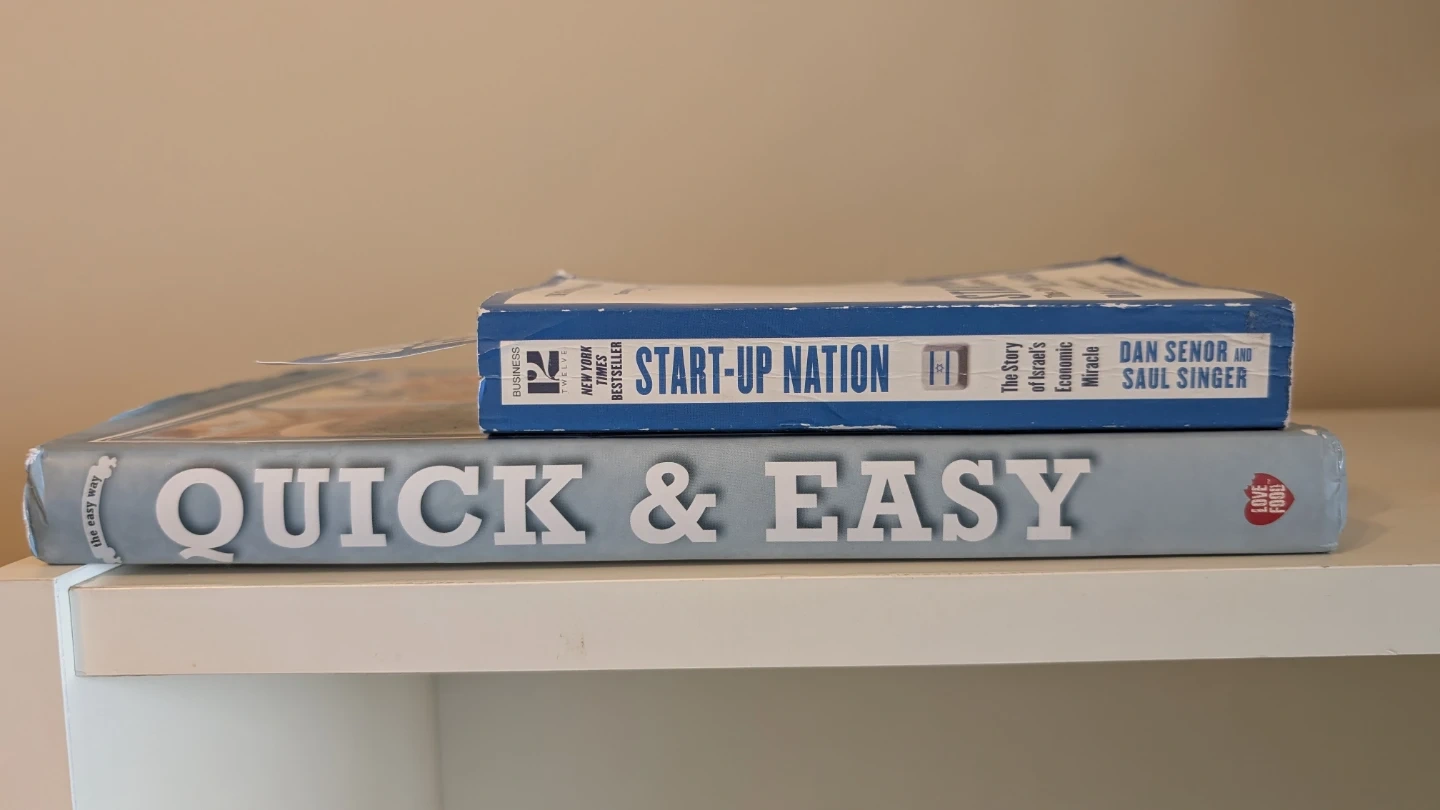 BUSINESS
12
TWELVE
NEW YORK
TIMES
BESTSELLER
START-UP NATION
The Story
of Israel's
Economic
Miracle
DAN SENOR AND
SAUL SINGER
the easy way
QUICK & EASY
LOVE
FOOD